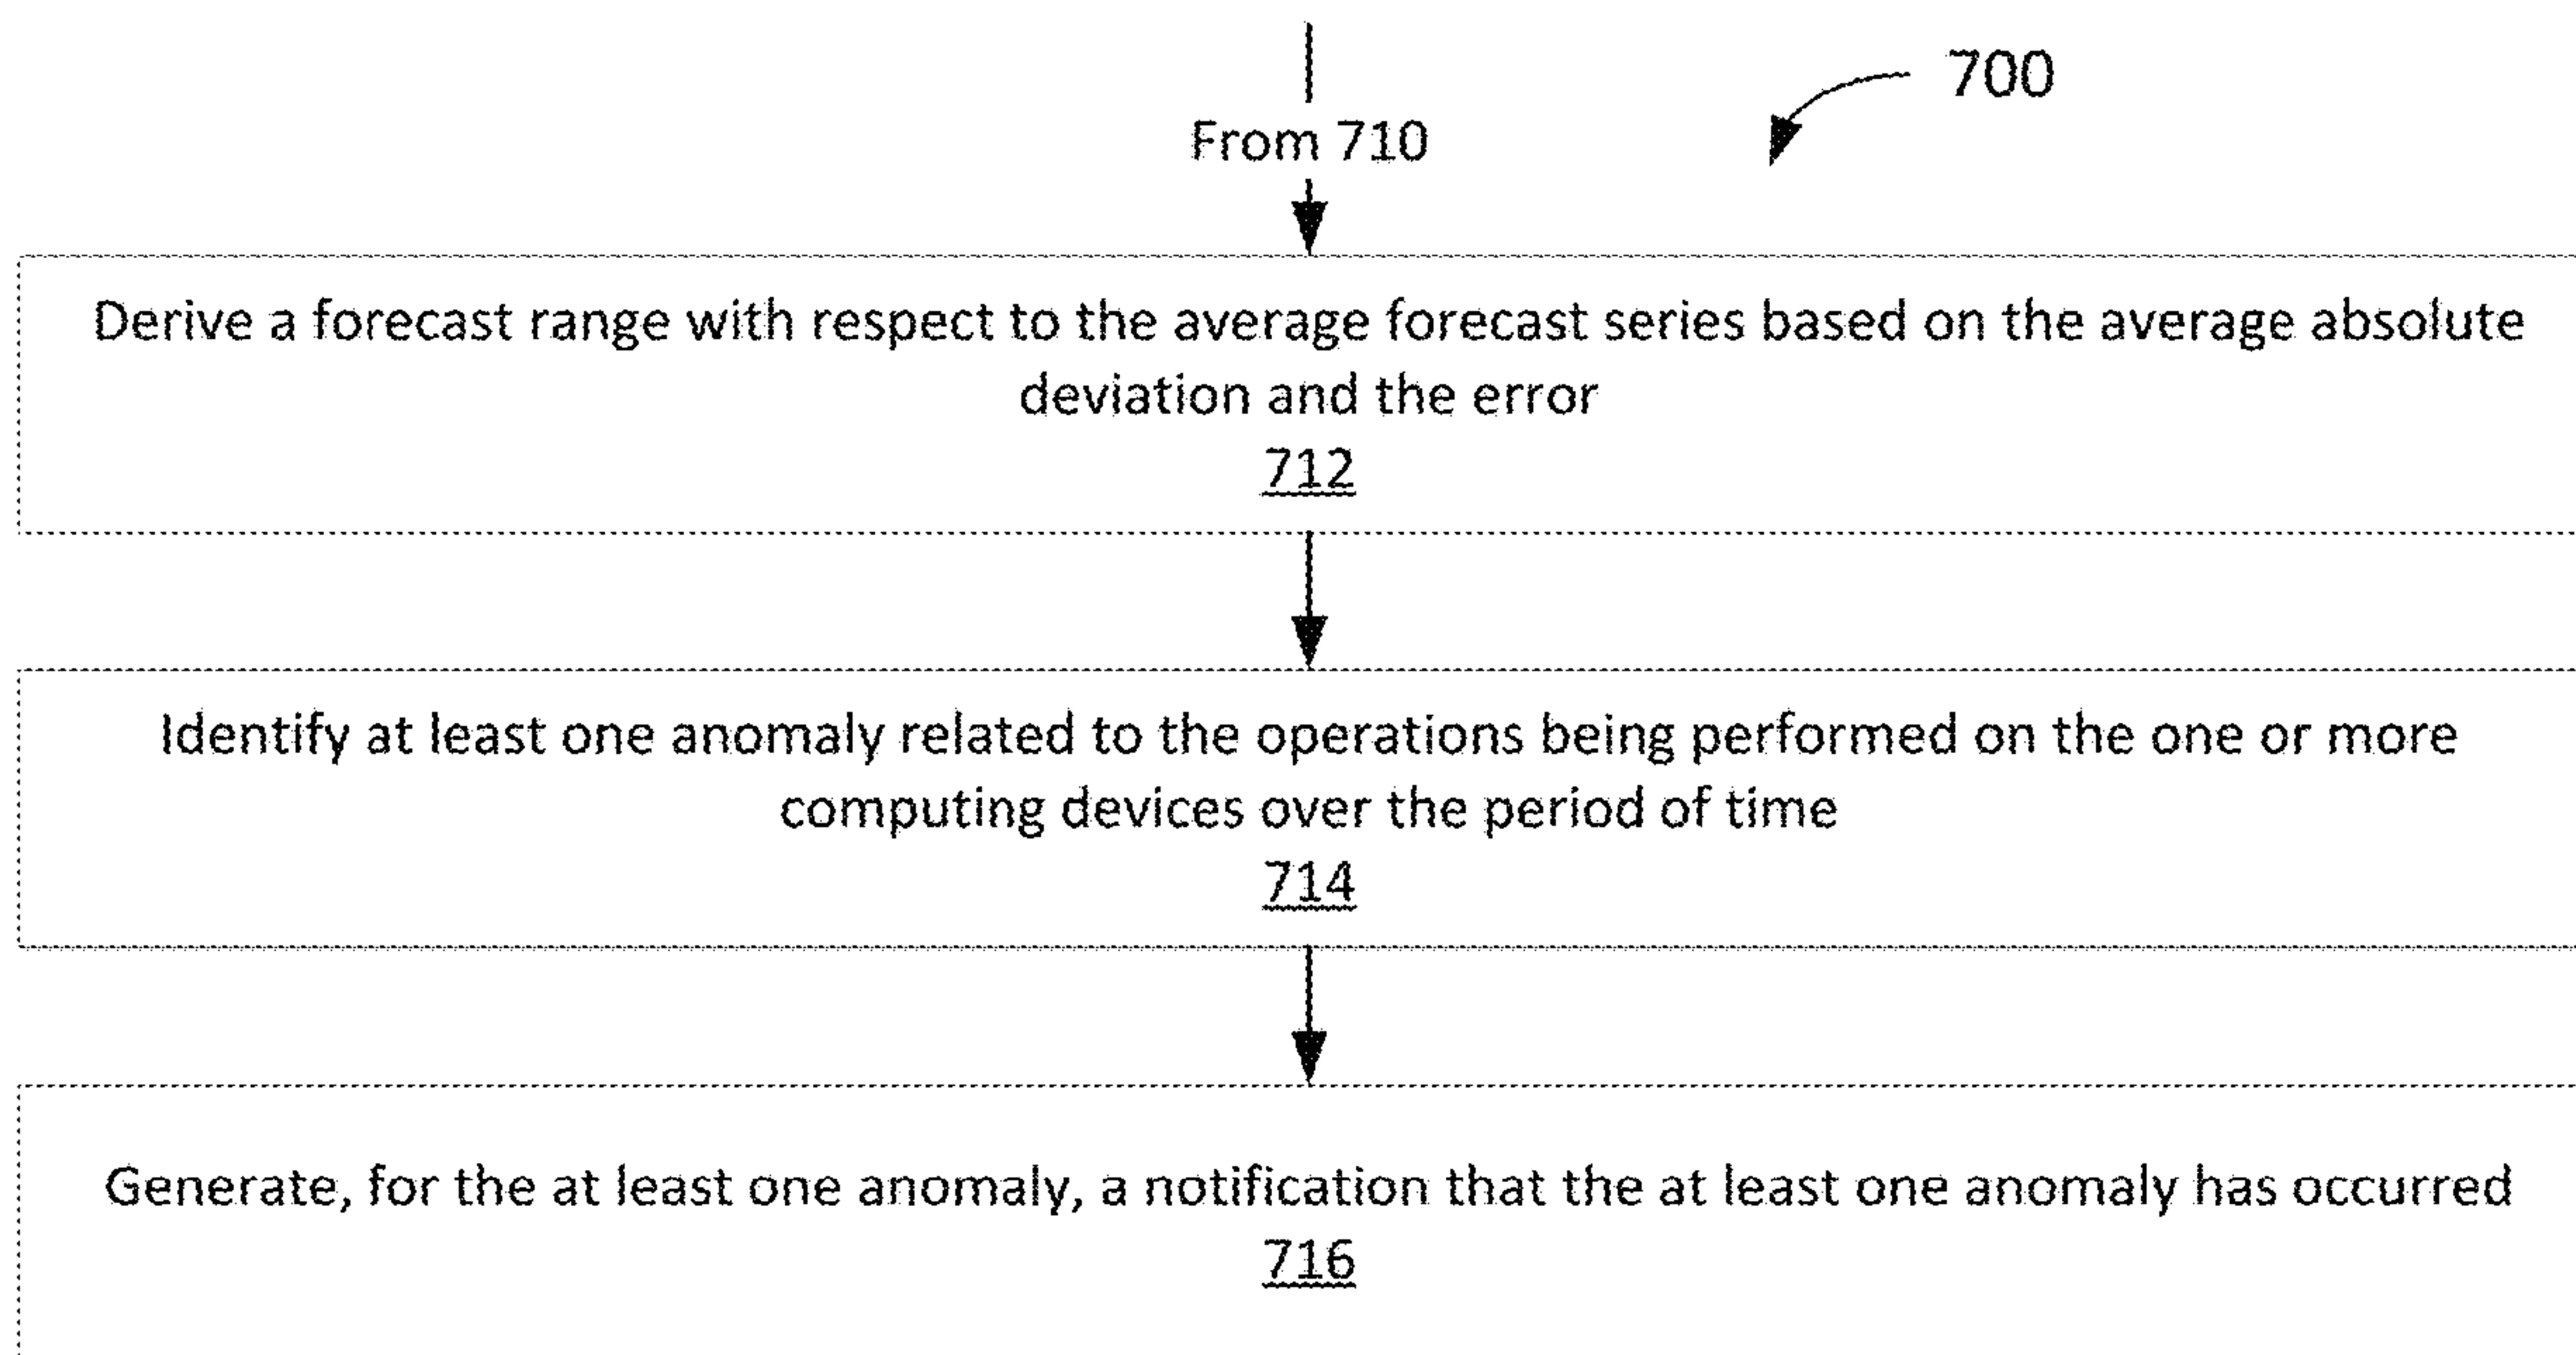 700
From 710
Derive a forecast range with respect to the average forecast series based on the average absolute
deviation and the error
712
Identify at least one anomaly related to the operations being performed on the one or more
computing devices over the period of time
714
Generate, for the at least one anomaly, a notification that the at least one anomaly has occurred
716